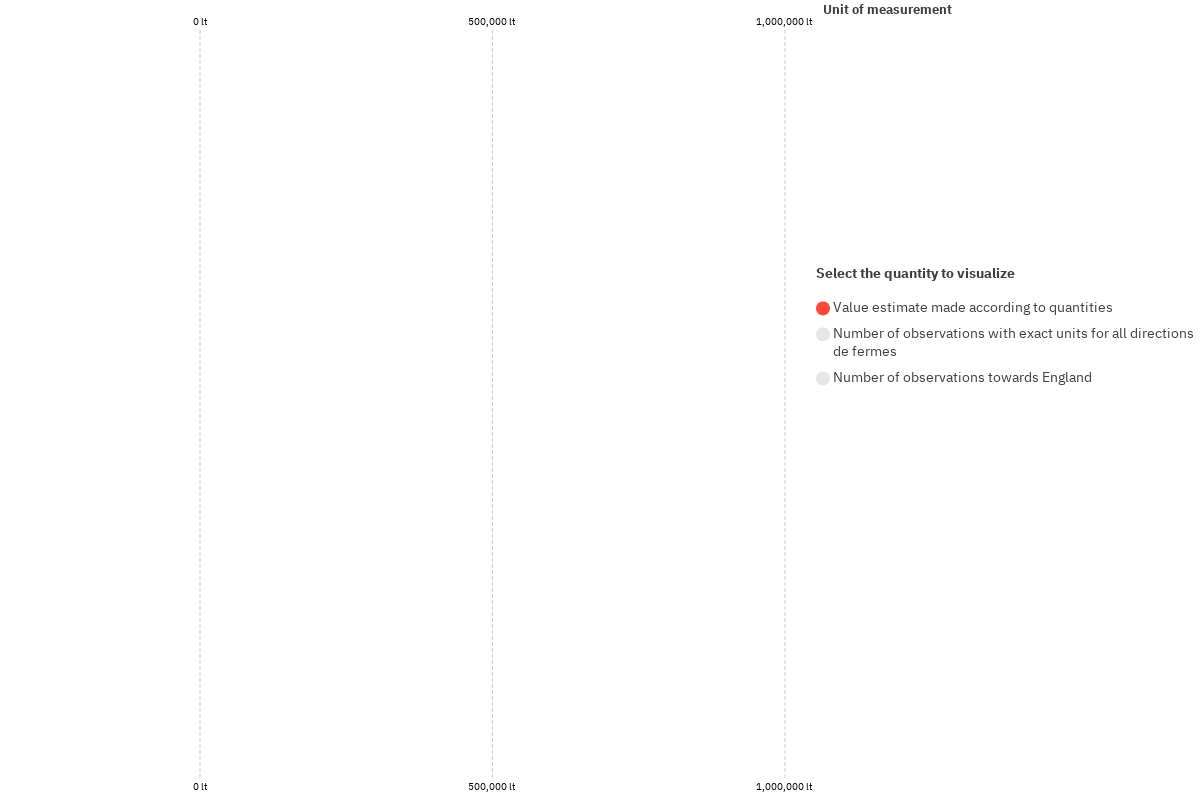 Unit of measurement
0 lt
500,000 lt
1,000,000 lt
Select the quantity to visualize
Value estimate made according to quantities
Number of observations with exact units for all directions
de fermes
Number of observations towards England
0 lt
500,000 lt
1,000,000 lt